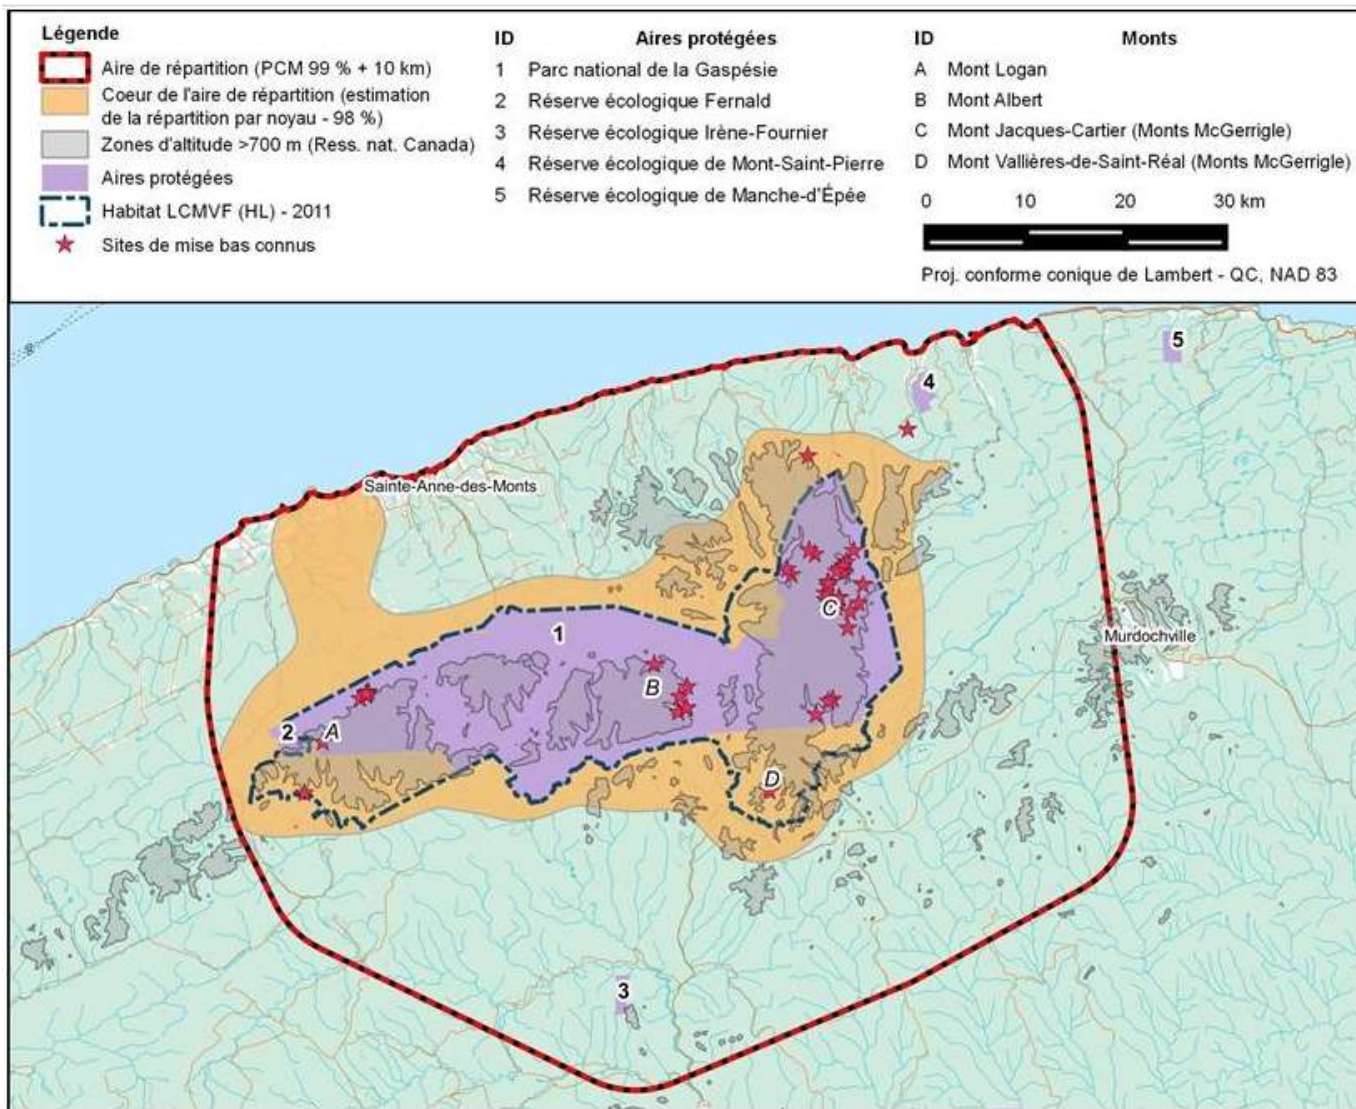 Légende
Aire de répartition (PCM 99 % + 10 km)
Coeur de l'aire de répartition (estimation
de la répartition par noyau - 98 %)
Zones d'altitude >700 m (Ress. nat. Canada)
Aires protégées
Habitat LCMVF (HL) - 2011
Sites de mise bas connus
ID Aires protégées
1 Parc national de la Gaspésie
2 Réserve écologique Fernald
3 Réserve écologique Irène-Fournier
4 Réserve écologique de Mont-Saint-Pierre
5 Réserve écologique de Manche-d'Épée
ID Monts
A Mont Logan
B Mont Albert
C Mont Jacques-Cartier (Monts McGerrigle)
D Mont Vallières-de-Saint-Réal (Monts McGerrigle)
0 10 20 30 km
Proj. conforme conique de Lambert - QC, NAD 83
5
4
Sainte-Anne-des-Monts
C
1
Murdochville
B
2
A
D
3